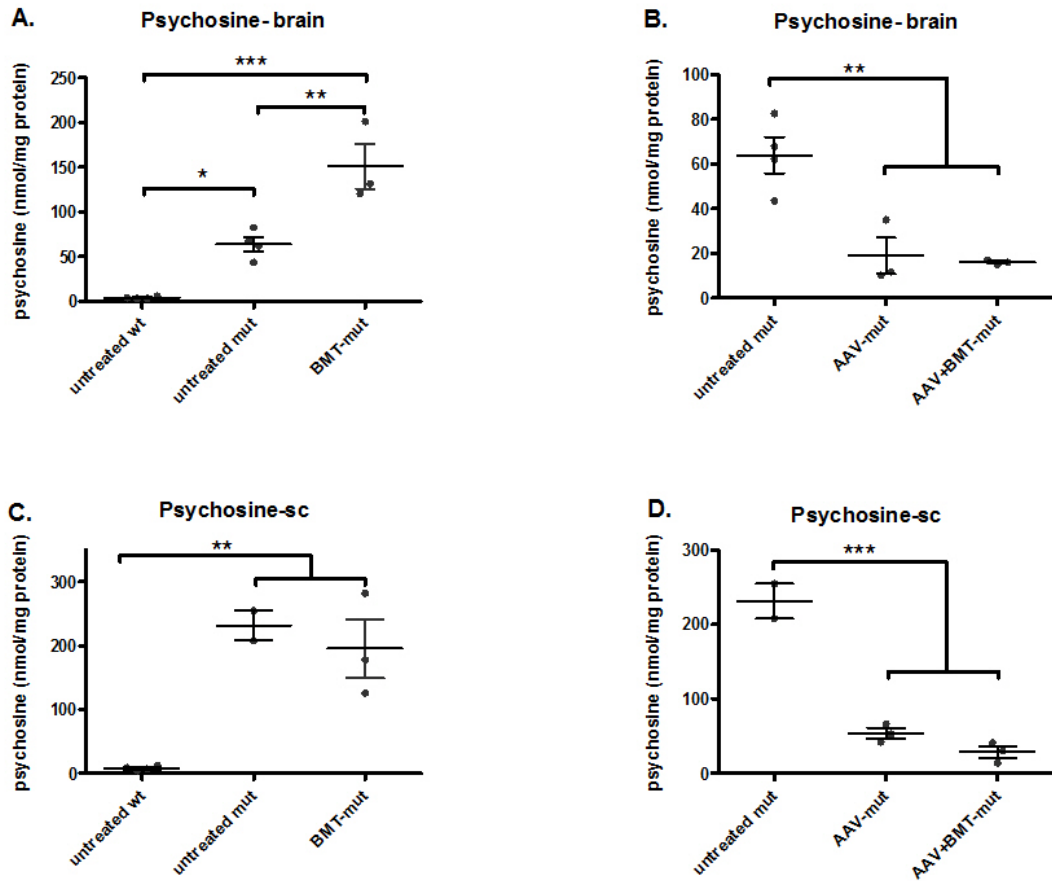 A.
Psychosine- brain
psychosine (nmol/mg protein)
250
200
150
100
50
0
***
**
*
untreated wt
untreated mut
BMT-mut
B.
Psychosine- brain
psychosine (nmol/mg protein)
100
80
60
40
20
0
**
untreated mut
AAV-mut
AAV+BMT-mut
C.
Psychosine-sc
psychosine (nmol/mg protein)
300
200
100
0
**
untreated wt
untreated mut
BMT-mut
D.
Psychosine-sc
psychosine (nmol/mg protein)
300
200
100
0
***
untreated mut
AAV-mut
AAV+BMT-mut